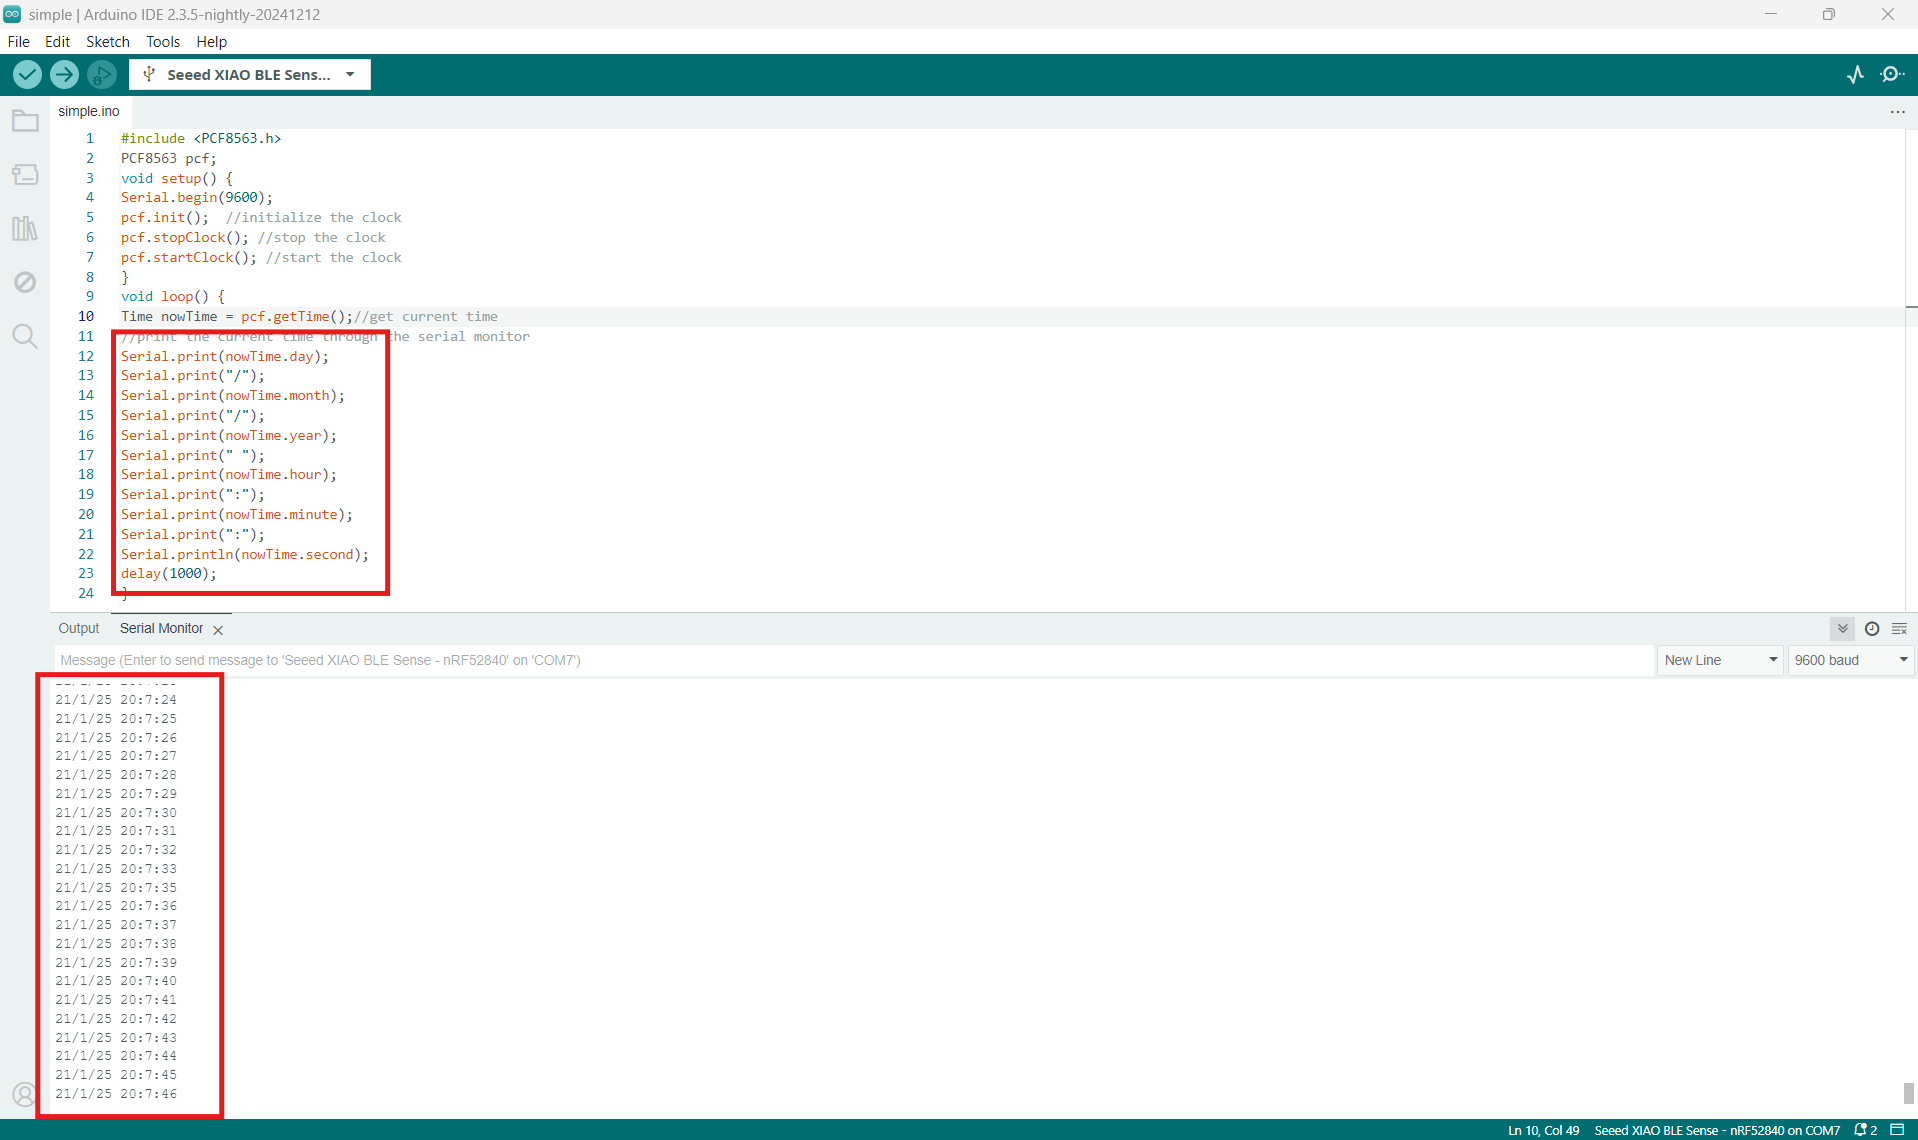 simple | Arduino IDE 2.3.5-nightly-20241212
File Edit Sketch Tools Help
Seeed XIAO BLE Sens...
simple.ino
1 #include <PCF8563.h>
2 PCF8563 pcf;
3 void setup() {
4 Serial.begin(9600);
5 pcf.init();  //initialize the clock
6 pcf.stopClock(); //stop the clock
7 pcf.startClock(); //start the clock
8 }
9 void loop() {
10 Time nowTime = pcf.getTime();//get current time
11 //print the current time through the serial monitor
12 Serial.print(nowTime.day);
13 Serial.print("/");
14 Serial.print(nowTime.month);
15 Serial.print("/");
16 Serial.print(nowTime.year);
17 Serial.print(" ");
18 Serial.print(nowTime.hour);
19 Serial.print(":");
20 Serial.print(nowTime.minute);
21 Serial.print(":");
22 Serial.println(nowTime.second);
23 delay(1000);
24 }
Output Serial Monitor
Message (Enter to send message to 'Seeed XIAO BLE Sense - nRF52840' on 'COM7') New Line 9600 baud
21/1/25 20:7:24
21/1/25 20:7:25
21/1/25 20:7:26
21/1/25 20:7:27
21/1/25 20:7:28
21/1/25 20:7:29
21/1/25 20:7:30
21/1/25 20:7:31
21/1/25 20:7:32
21/1/25 20:7:33
21/1/25 20:7:35
21/1/25 20:7:36
21/1/25 20:7:37
21/1/25 20:7:38
21/1/25 20:7:39
21/1/25 20:7:40
21/1/25 20:7:41
21/1/25 20:7:42
21/1/25 20:7:43
21/1/25 20:7:44
21/1/25 20:7:45
21/1/25 20:7:46
Ln 10, Col 49 Seeed XIAO BLE Sense - nRF52840 on COM7 2